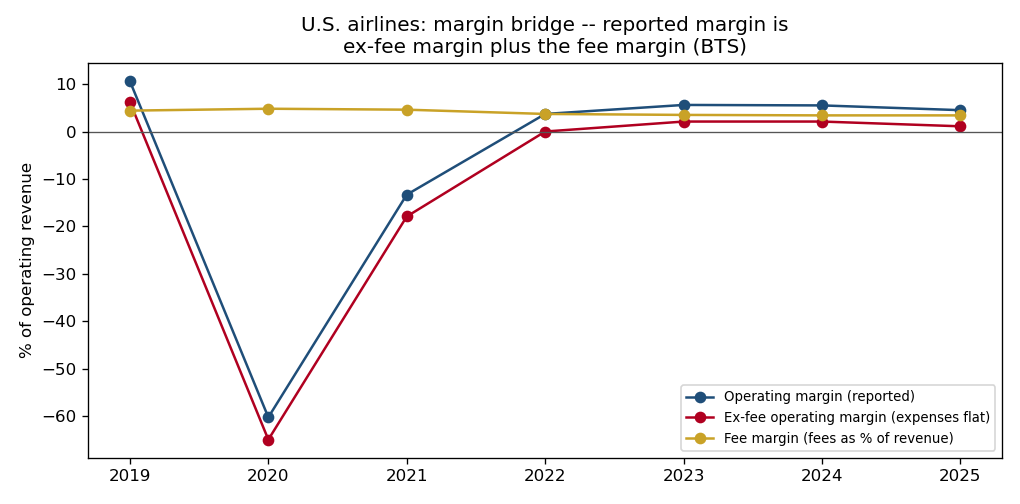 U.S. airlines: margin bridge -- reported margin is
ex-fee margin plus the fee margin (BTS)
% of operating revenue
10
0
−10
−20
−30
−40
−50
−60
Operating margin (reported)
Ex-fee operating margin (expenses flat)
Fee margin (fees as % of revenue)
2019 2020 2021 2022 2023 2024 2025